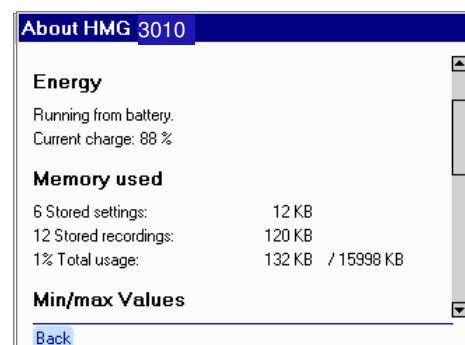 About HMG 3010
Energy
Running from battery.
Current charge: 88 %
Memory used
6 Stored settings: 12 KB
12 Stored recordings: 120 KB
1% Total usage: 132 KB / 15998 KB
Min/max Values
Back